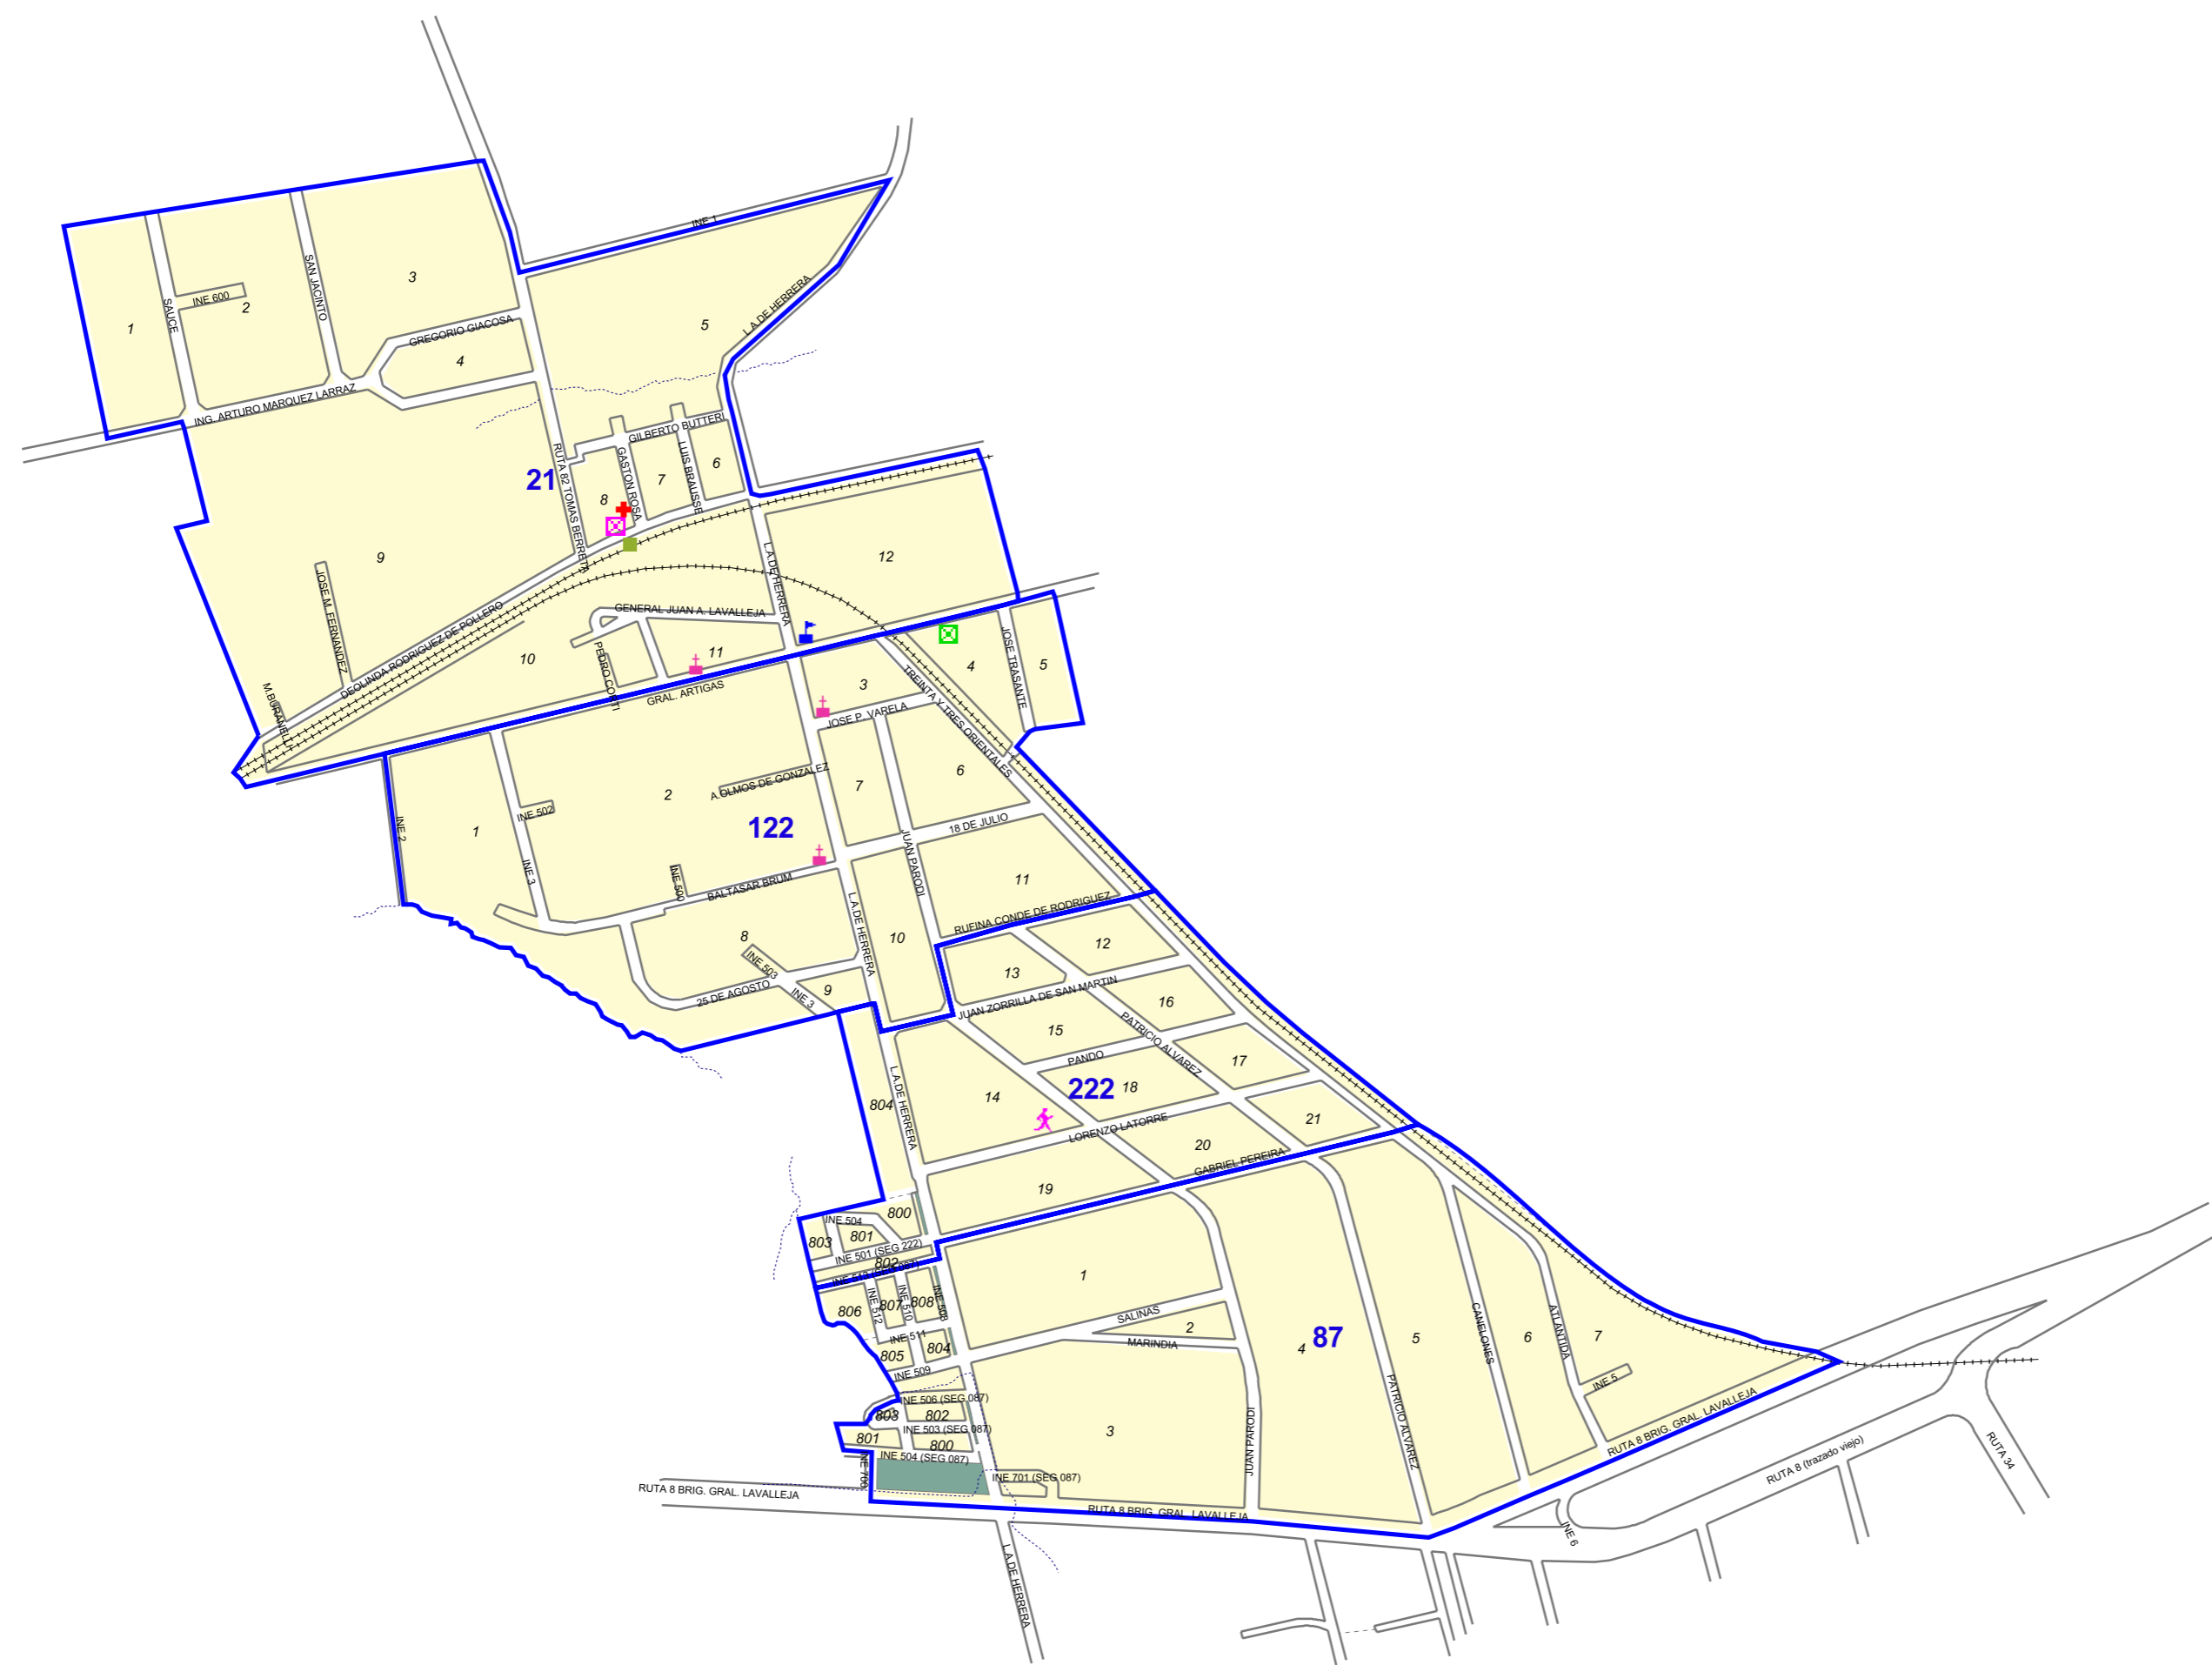 INE 1
SAN JACINTO
3
INE 600
2
SAUCE
1
GREGORIO GIACOSA
4
5
L.A.DE HERRERA
ING. ARTURO MARQUEZ LARRAZ
GILBERTO BUTTERI
RUTA 82 TOMAS BERRETA
21
GASTON ROSA
LUIS BRAUSSE
6
7
8
9
12
L.A.DE HERRERA
JOSE M. FERNANDEZ
DEOLINDA RODRIGUEZ DE POLLERO
GENERAL JUAN A. LAVALLEJA
10
PEDRO CONTI
11
M.BURANELLI
GRAL. ARTIGAS
3
TREINTA Y TRES ORIENTALES
4
JOSE TRASANTE
5
JOSE P. VARELA
A.OLMOS DE GONZALEZ
2
7
6
INE 502
1
INE 2
INE 3
122
18 DE JULIO
JUAN PARODI
INE 500
BALTASAR BRUM
11
L.A.DE HERRERA
RUFINA CONDE DE RODRIGUEZ
8
10
INE 503
25 DE AGOSTO
INE 3
9
12
13
JUAN ZORRILLA DE SAN MARTIN
16
15
PATRICIO ALVAREZ
PANDO
17
222
18
14
804
L.A.DE HERRERA
LORENZO LATORRE
21
20
GABRIEL PEREIRA
19
800
INE 504
801
803
INE 501 (SEG 222)
802
1
806
INE 512
807
INE 510
808
INE 508
SALINAS
2
MARINDIA
INE 511
804
805
INE 509
4
87
5
CANELONES
6
ATLANTIDA
7
INE 5
INE 506 (SEG 087)
803
802
INE 503 (SEG 087)
801
800
INE 504 (SEG 087)
INE 700
INE 701 (SEG 087)
3
JUAN PARODI
PATRICIO ALVAREZ
RUTA 8 BRIG. GRAL. LAVALLEJA
RUTA 8 (trazado viejo)
RUTA 34
RUTA 8 BRIG. GRAL. LAVALLEJA
RUTA 8 BRIG. GRAL. LAVALLEJA
INE 6
L.A.DE HERRERA